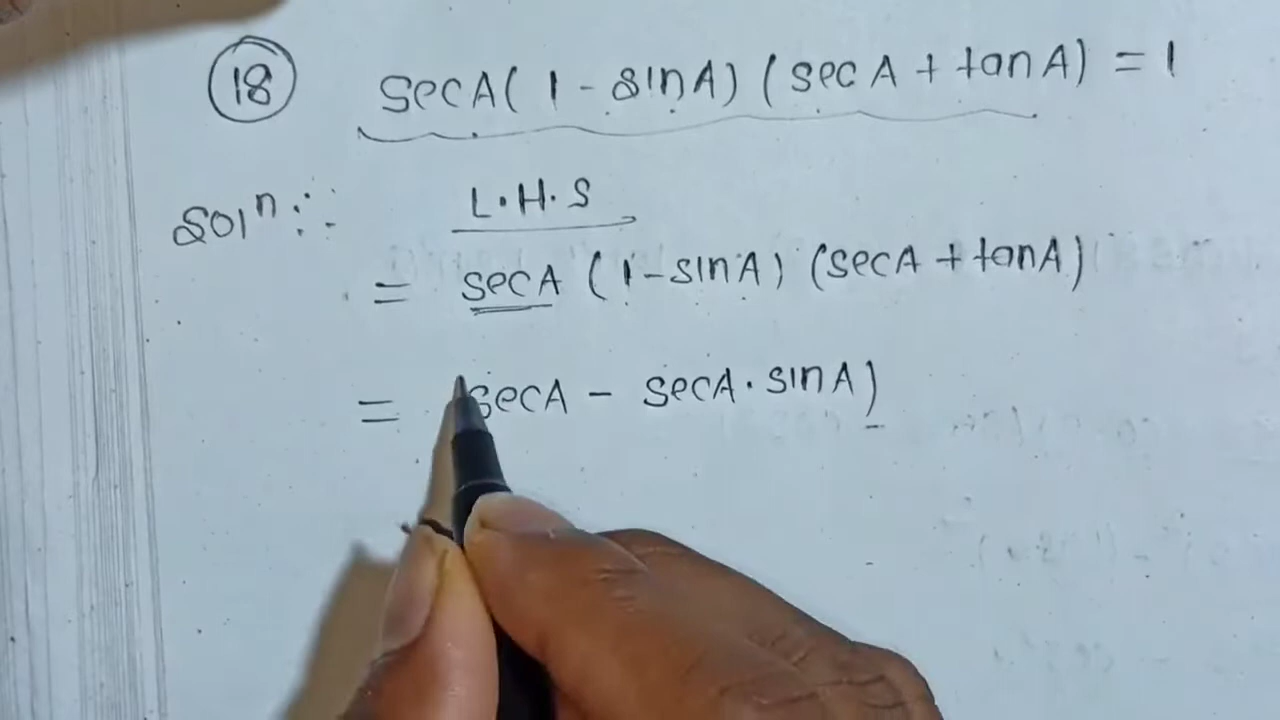 18 secA(1 - sinA)(secA + tanA) = 1
Solⁿ :
L.H.S
= secA (1-sinA) (secA + tanA)
= secA - secA·sinA)